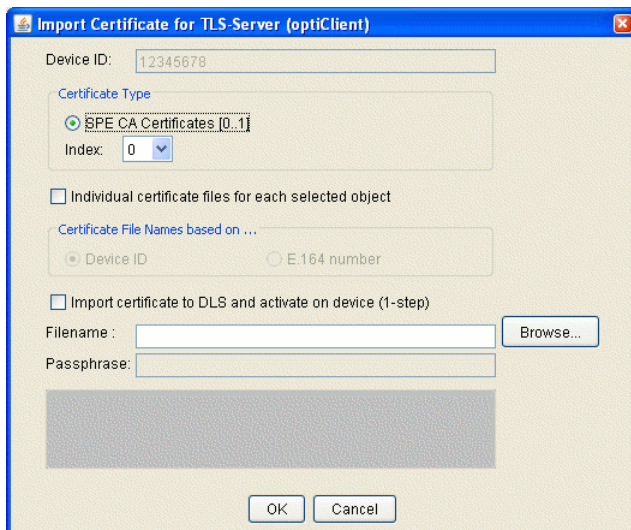 Import Certificate for TLS-Server (optiClient)
Device ID: 12345678
Certificate Type
SPE CA Certificates [0..1]
Index: 0
Individual certificate files for each selected object
Certificate File Names based on ...
Device ID E.164 number
Import certificate to DLS and activate on device (1-step)
Filename : Browse...
Passphrase:
OK Cancel